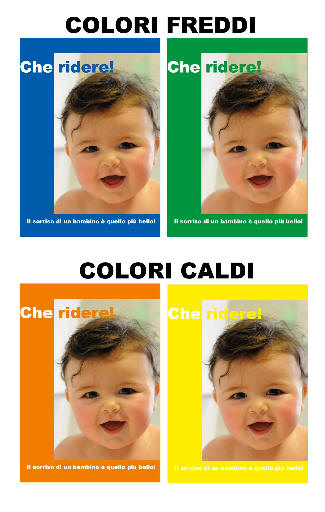 COLORI FREDDI
Che ridere! Che ridere!
Il sorriso di un bambino è quello più bello! Il sorriso di un bambino è quello più bello!
COLORI CALDI
Che ridere! Che ridere!
Il sorriso di un bambino è quello più bello! Il sorriso di un bambino è quello più bello!